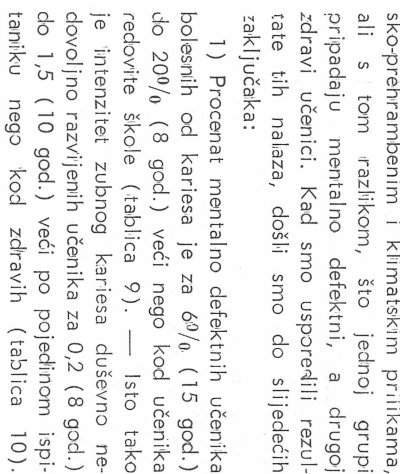 sko-prehrambenim i klimatskim prilikama,
ali s tom razlikom, što jednoj grupi
pripadaju mentalno defektni, a drugoj
zdravi učenici. Kad smo usporedili rezul-
tate tih nalaza, došli smo do slijedećih
zaključaka:
1) Procenat mentalno defektnih učenika
bolesnih od kariesa je za 6% (15 god.)
do 20% (8 god.) veći nego kod učenika
redovite škole (tablica 9). — Isto tako
je intenzitet zubnog kariesa duševno ne-
dovoljno razvijenih učenika za 0,2 (8 god.)
do 1,5 (10 god.) veći po pojedinom ispi-
taniku nego kod zdravih (tablica 10).